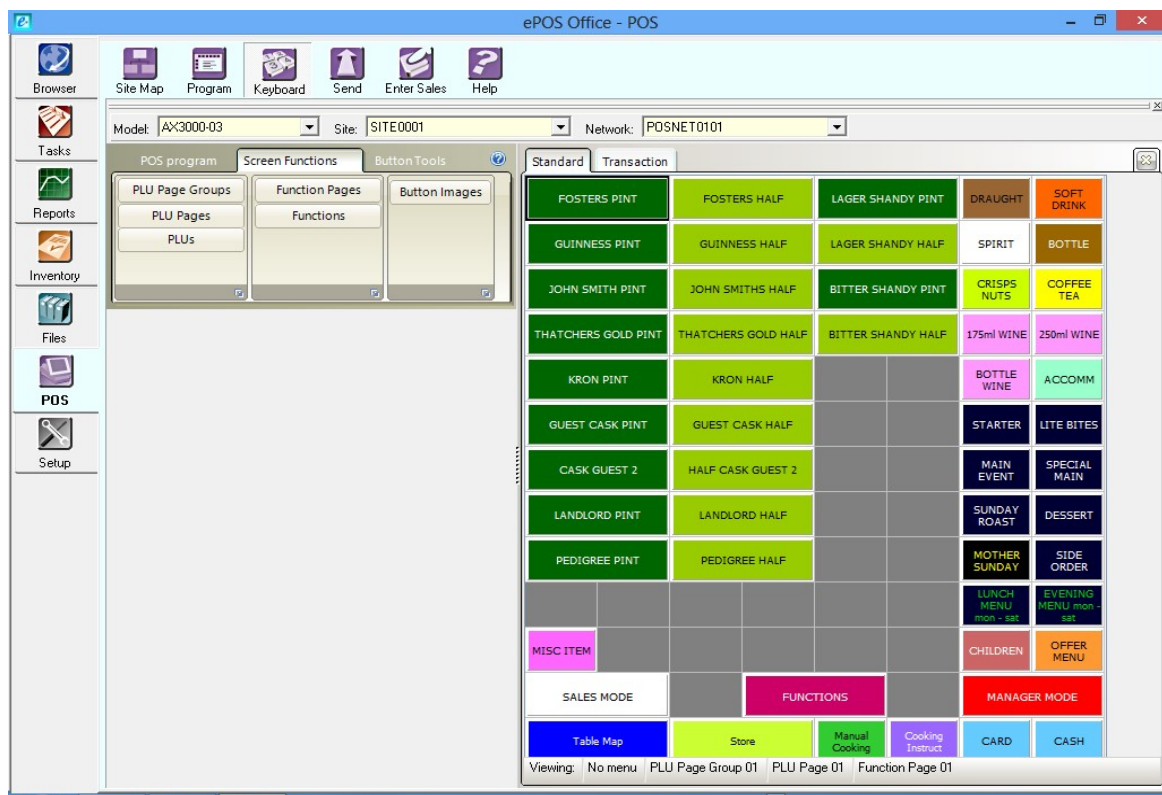 ePOS Office - POS
Browser
Tasks
Reports
Inventory
Files
POS
Setup
Site Map Program Keyboard Send Enter Sales Help
Model: AX3000-03 Site: SITE0001 Network: POSNET0101
POS program Screen Functions Button Tools
PLU Page Groups Function Pages Button Images
PLU Pages Functions
PLUs
Standard Transaction
FOSTERS PINT FOSTERS HALF LAGER SHANDY PINT DRAUGHT SOFT DRINK
GUINNESS PINT GUINNESS HALF LAGER SHANDY HALF SPIRIT BOTTLE
JOHN SMITH PINT JOHN SMITHS HALF BITTER SHANDY PINT CRISPS NUTS COFFEE TEA
THATCHERS GOLD PINT THATCHERS GOLD HALF BITTER SHANDY HALF 175ml WINE 250ml WINE
KRON PINT KRON HALF BOTTLE WINE ACCOMM
GUEST CASK PINT GUEST CASK HALF STARTER LITE BITES
CASK GUEST 2 HALF CASK GUEST 2 MAIN EVENT SPECIAL MAIN
LANDLORD PINT LANDLORD HALF SUNDAY ROAST DESSERT
PEDIGREE PINT PEDIGREE HALF MOTHER SUNDAY SIDE ORDER
LUNCH MENU mon - sat EVENING MENU mon - sat
MISC ITEM CHILDREN OFFER MENU
SALES MODE FUNCTIONS MANAGER MODE
Table Map Store Manual Cooking Cooking Instruct CARD CASH
Viewing: No menu PLU Page Group 01 PLU Page 01 Function Page 01